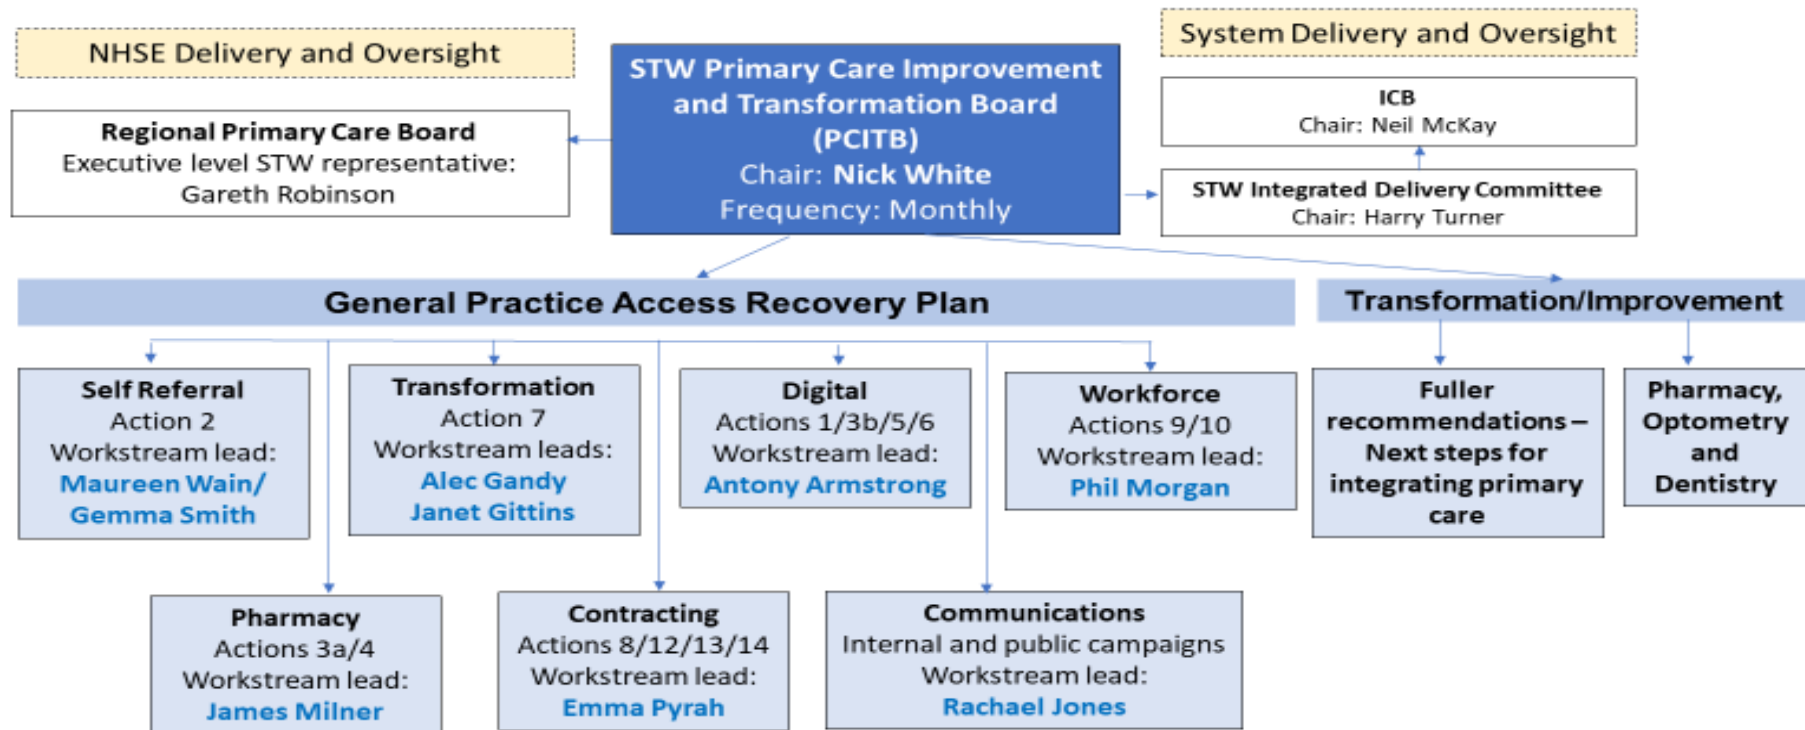 NHSE Delivery and Oversight
System Delivery and Oversight
STW Primary Care Improvement
and Transformation Board
(PCITB)
Chair: Nick White
Frequency: Monthly
Regional Primary Care Board
Executive level STW representative:
Gareth Robinson
ICB
Chair: Neil McKay
STW Integrated Delivery Committee
Chair: Harry Turner
General Practice Access Recovery Plan
Transformation/Improvement
Self Referral
Action 2
Workstream lead:
Maureen Wain/
Gemma Smith
Transformation
Action 7
Workstream leads:
Alec Gandy
Janet Gittins
Digital
Actions 1/3b/5/6
Workstream lead:
Antony Armstrong
Workforce
Actions 9/10
Workstream lead:
Phil Morgan
Fuller
recommendations –
Next steps for
integrating primary
care
Pharmacy,
Optometry
and
Dentistry
Pharmacy
Actions 3a/4
Workstream lead:
James Milner
Contracting
Actions 8/12/13/14
Workstream lead:
Emma Pyrah
Communications
Internal and public campaigns
Workstream lead:
Rachael Jones